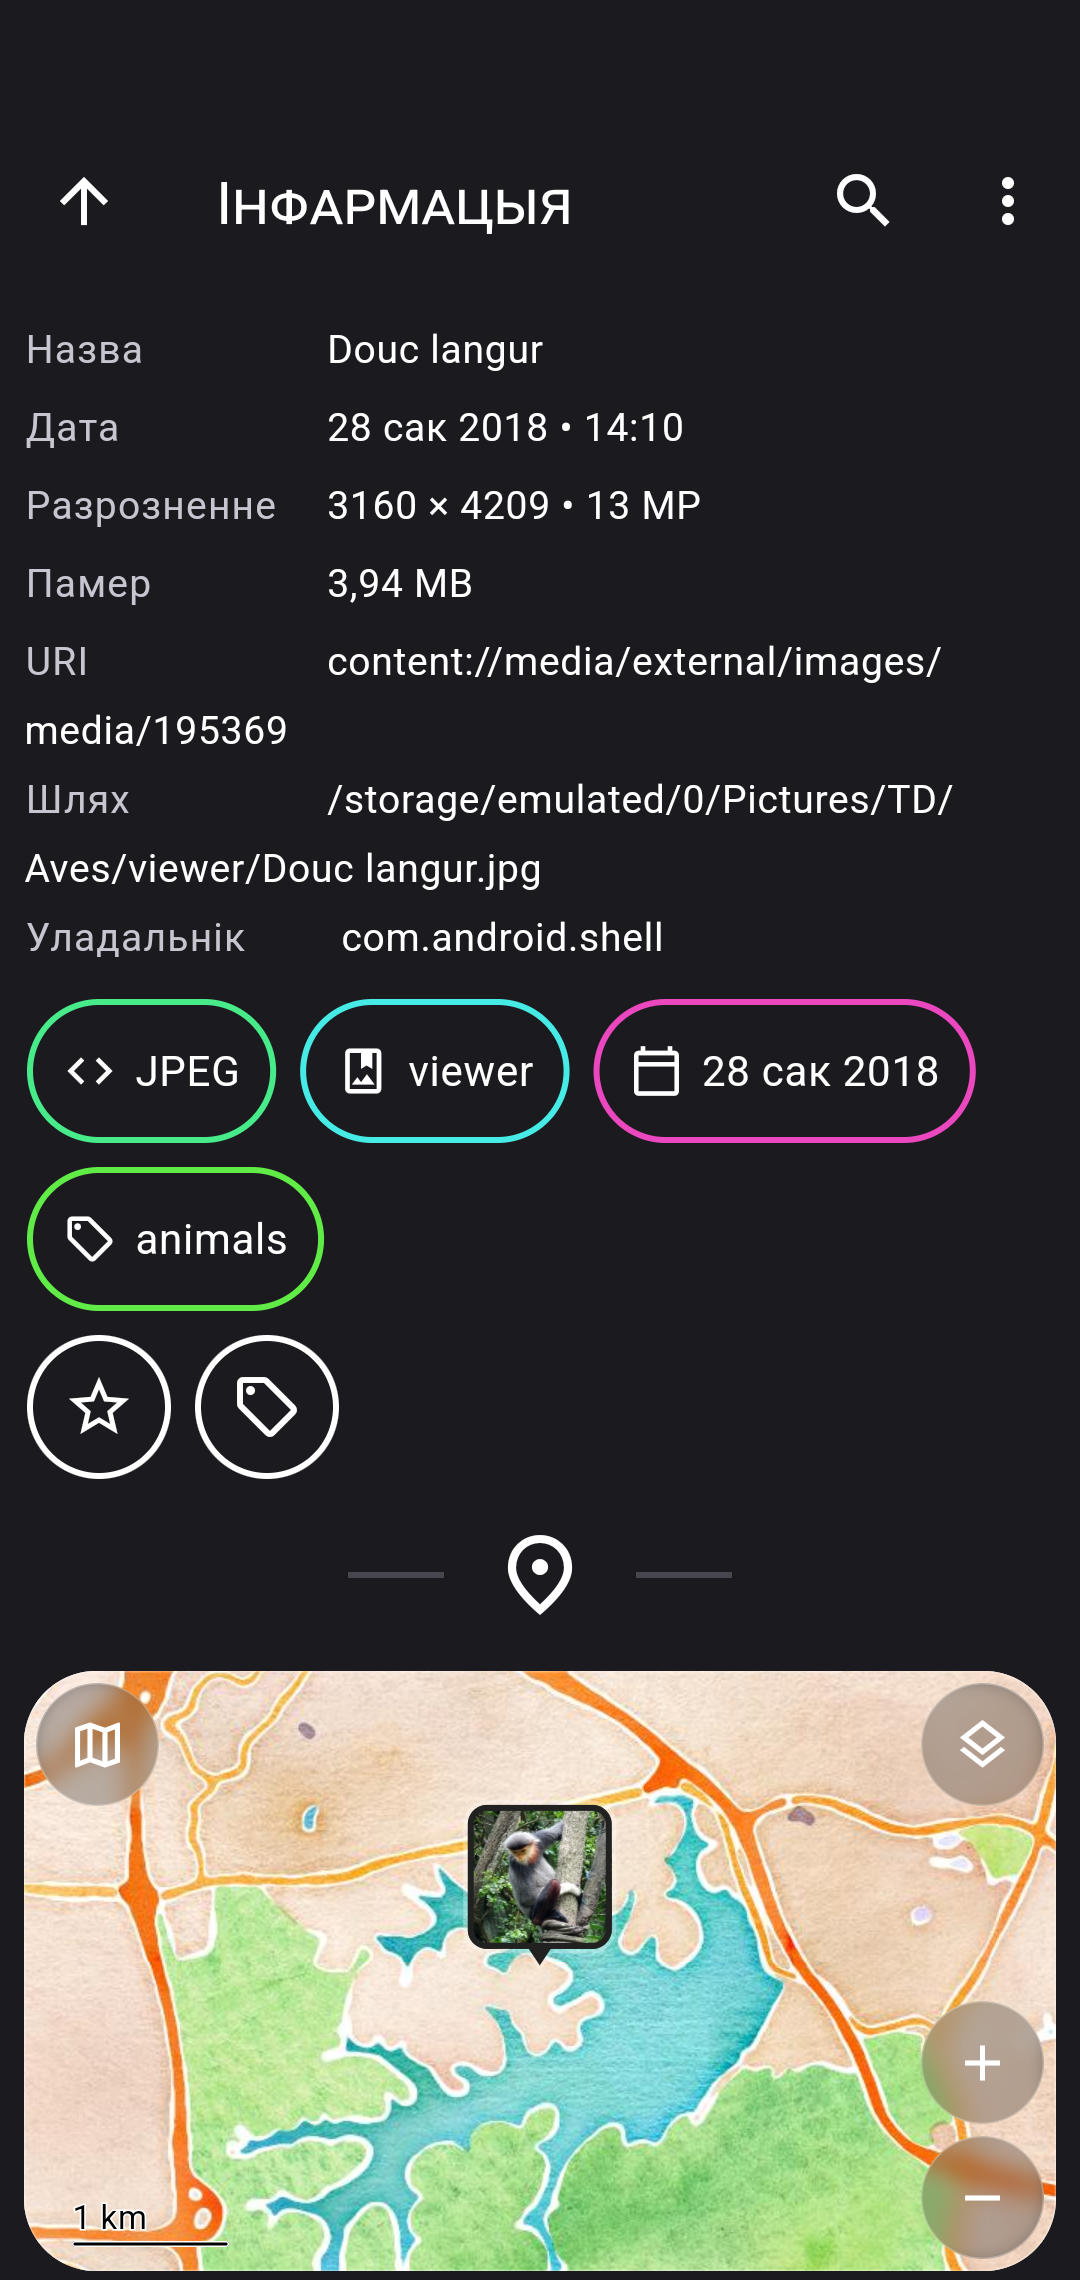 Інфармацыя
Назва Douc langur
Дата 28 сак 2018 • 14:10
Разрозненне 3160 × 4209 • 13 MP
Памер 3,94 MB
URI content://media/external/images/
media/195369
Шлях /storage/emulated/0/Pictures/TD/
Aves/viewer/Douc langur.jpg
Уладальнік com.android.shell
JPEG viewer 28 сак 2018
animals
1 km